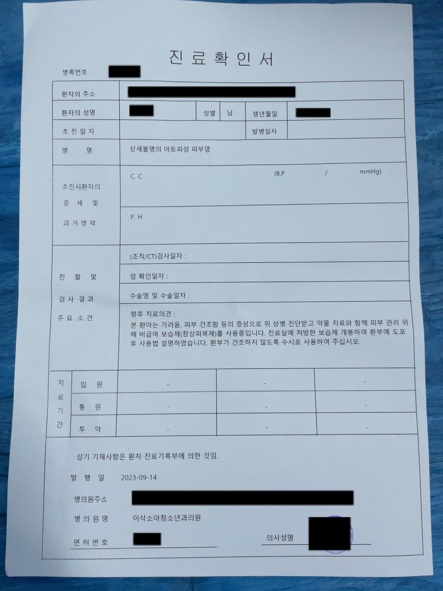 진료확인서
병록번호 :
환자의 주소
환자의 성명 성별 남 생년월일
초진일자 발병일자
병 명 상세불명의 아토피성 피부염
초진시환자의 증세 및 과거병력
C. C (B.P / mmHg)
P. H
진찰 및 검사결과 주요소견
(조직/CT)검사일자 :
암 확인일자 :
수술명 및 수술일자 :
향후 치료의견 :
본 환아는 가려움, 피부 건조함 등의 증상으로 위 상병 진단받고 약물 치료와 함께 피부 관리 위
해 비급여 보습제(창상피복제)를 사용중입니다. 진료실에 저방한 보습제 개봉하여 환부에 도포
후 사용법 설명하였습니다. 환부가 건조하지 않도록 수시로 사용하여 주십시오.
치료기간
입 원 - - -
통 원 - - -
투 약 - - -
상기 기재사항은 환자 진료기록부에 의한 것임.
발 행 일 2023-09-14
병의원주소
병 의 원 명 이삭소아청소년과의원
면 허 번 호 의사성명